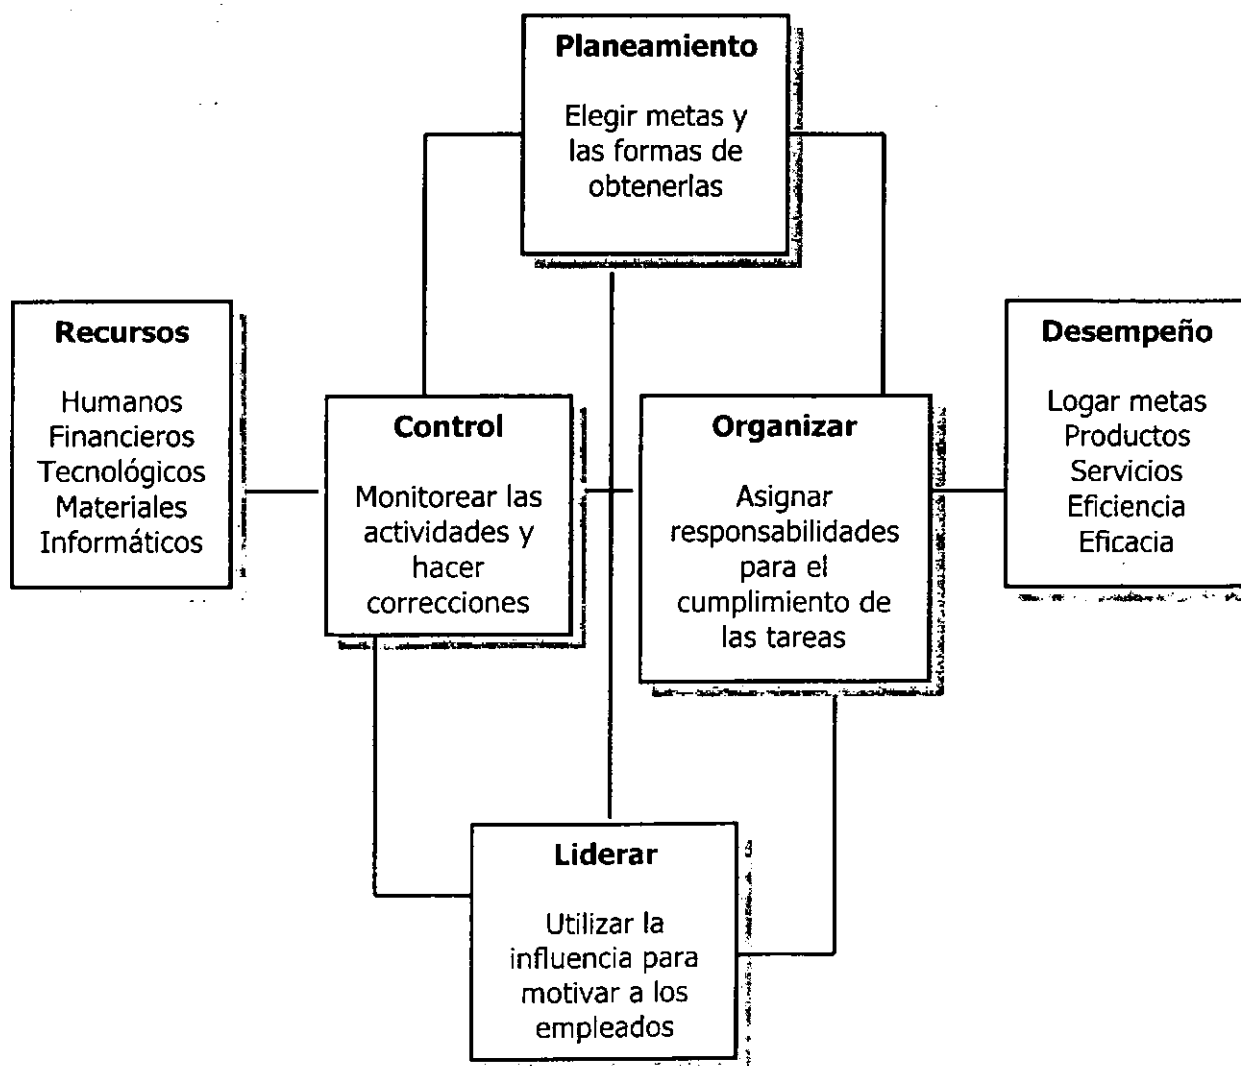 Planeamiento
Elegir metas y
las formas de
obtenerlas
Recursos
Humanos
Financieros
Tecnológicos
Materiales
Informáticos
Control
Monitorear las
actividades y
hacer
correcciones
Organizar
Asignar
responsabilidades
para el
cumplimiento de
las tareas
Desempeño
Logar metas
Productos
Servicios
Eficiencia
Eficacia
Liderar
Utilizar la
influencia para
motivar a los
empleados